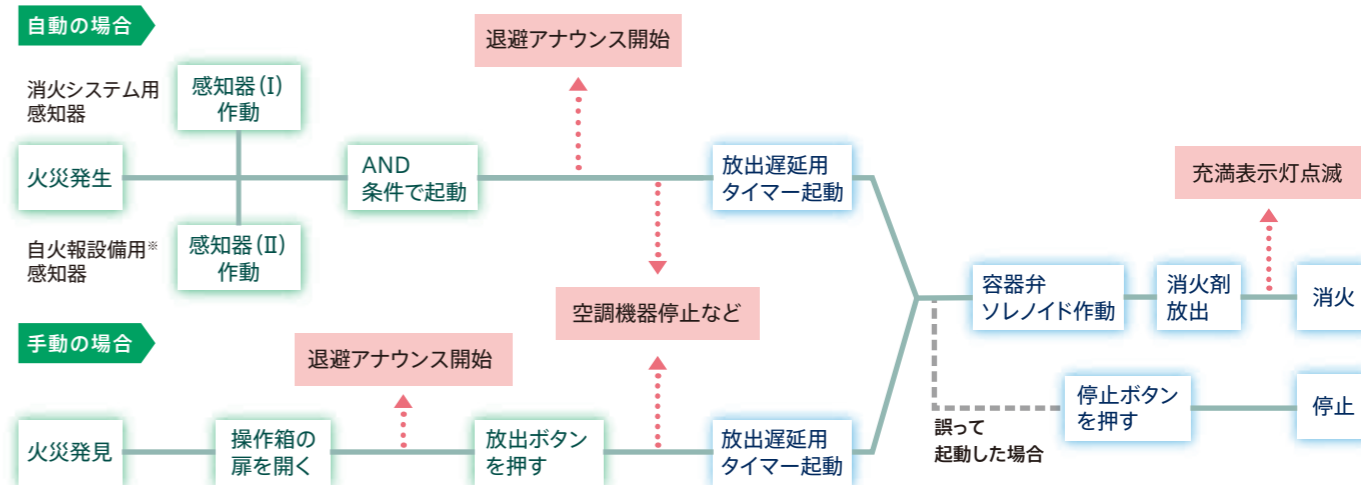 自動の場合
退避アナウンス開始
消火システム用
感知器
感知器(I)
作動
火災発生
AND
条件で起動
放出遅延用
タイマー起動
充満表示灯点滅
自火報設備用※
感知器
感知器(II)
作動
容器弁
ソレノイド作動
消火剤
放出
消火
空調機器停止など
手動の場合
退避アナウンス開始
火災発見
操作箱の
扉を開く
放出ボタン
を押す
放出遅延用
タイマー起動
誤って
起動した場合
停止ボタン
を押す
停止